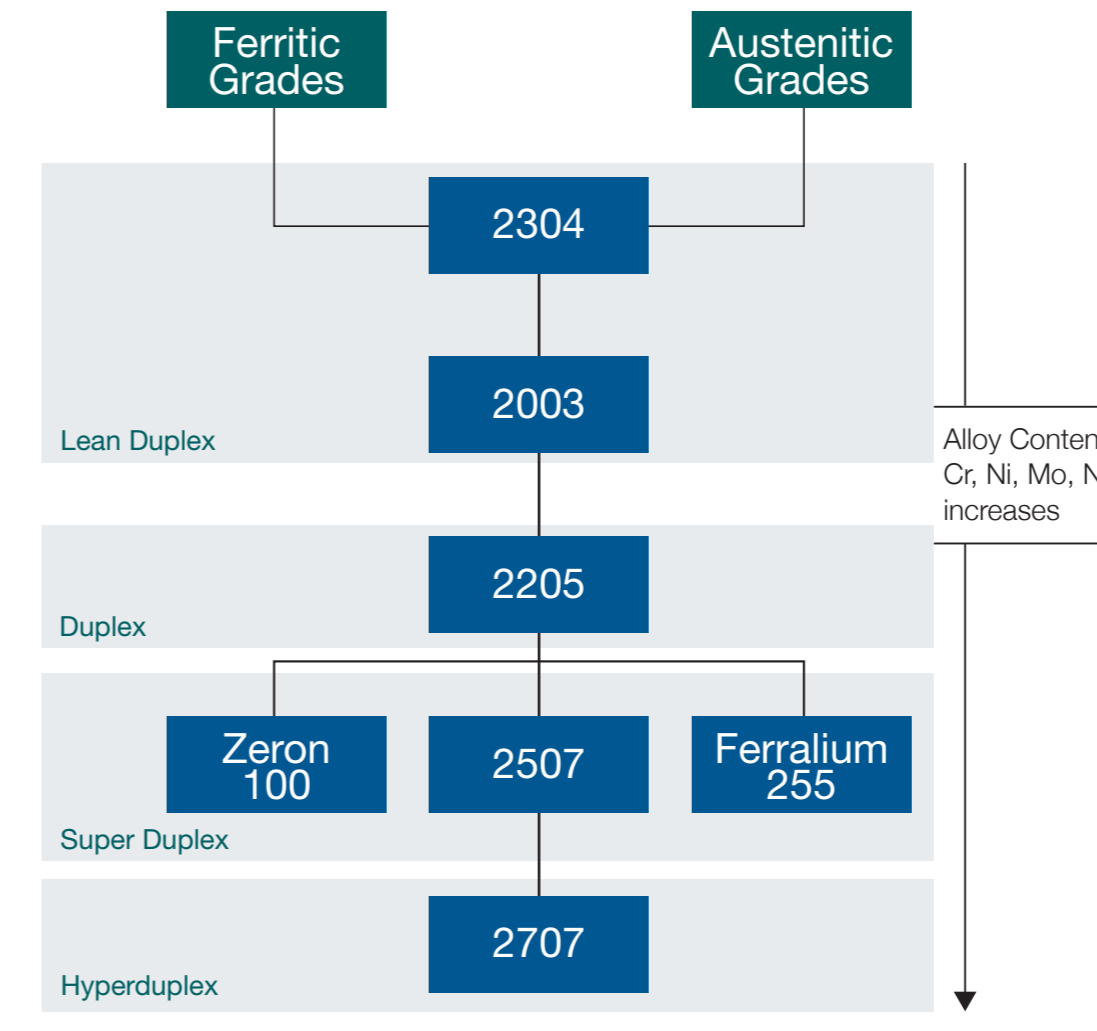 Ferritic
Grades
Austenitic
Grades
2304
2003
Lean Duplex
Alloy Conten
Cr, Ni, Mo, N
increases
2205
Duplex
Zeron
100
2507
Ferralium
255
Super Duplex
2707
Hyperduplex